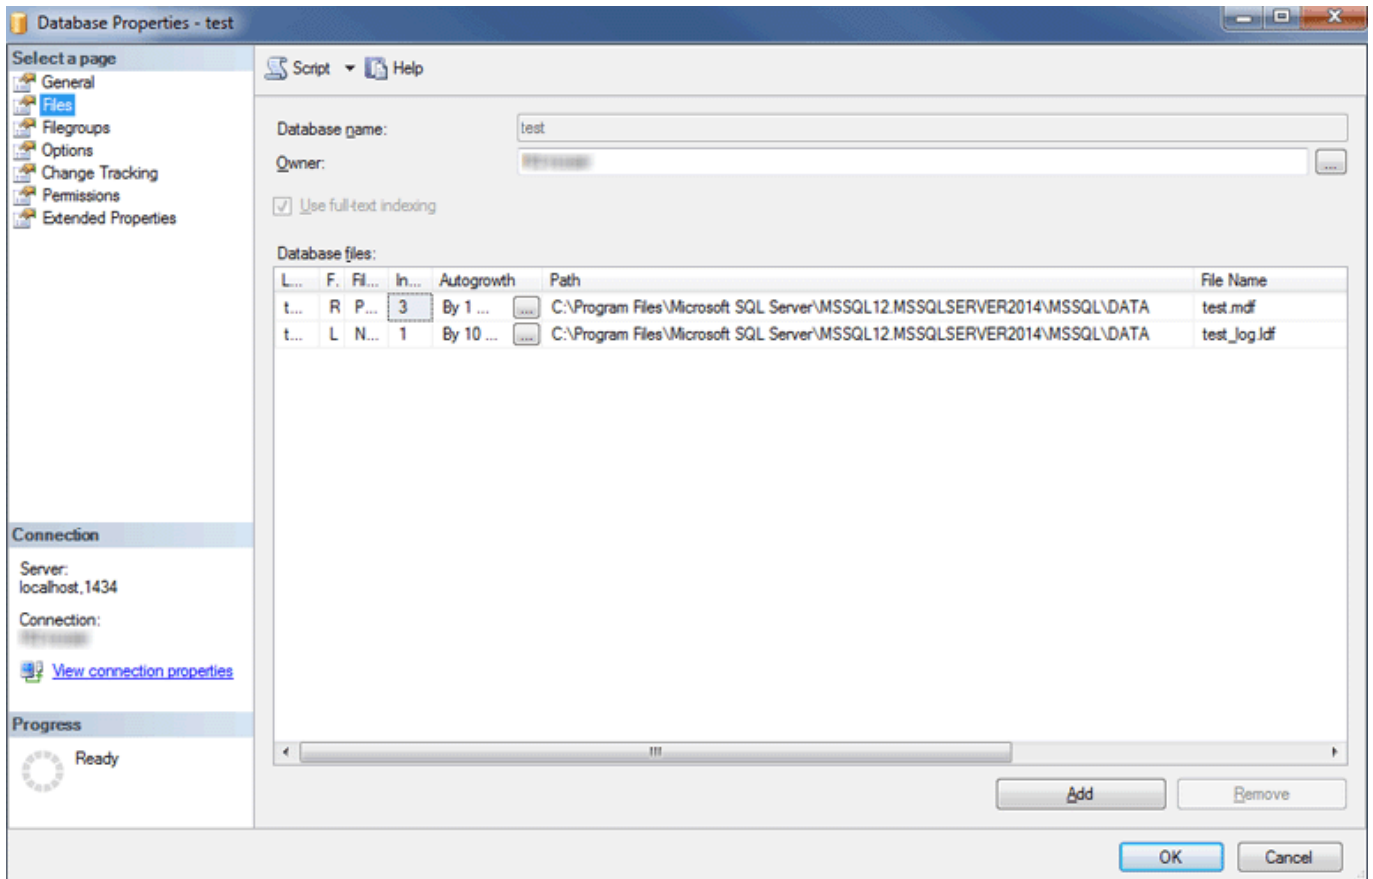 Database Properties - test
Select a page
General
Files
Filegroups
Options
Change Tracking
Permissions
Extended Properties
Script Help
Database name: test
Owner: ...
Use full-text indexing
Database files:
L... F. Fil... In... Autogrowth Path File Name
t... R P... 3 By 1 ... ... C:\Program Files\Microsoft SQL Server\MSSQL12.MSSQLSERVER2014\MSSQL\DATA test.mdf
t... L N... 1 By 10 ... ... C:\Program Files\Microsoft SQL Server\MSSQL12.MSSQLSERVER2014\MSSQL\DATA test_log.ldf
Connection
Server:
localhost,1434
Connection:
View connection properties
Progress
Ready
Add Remove
OK Cancel